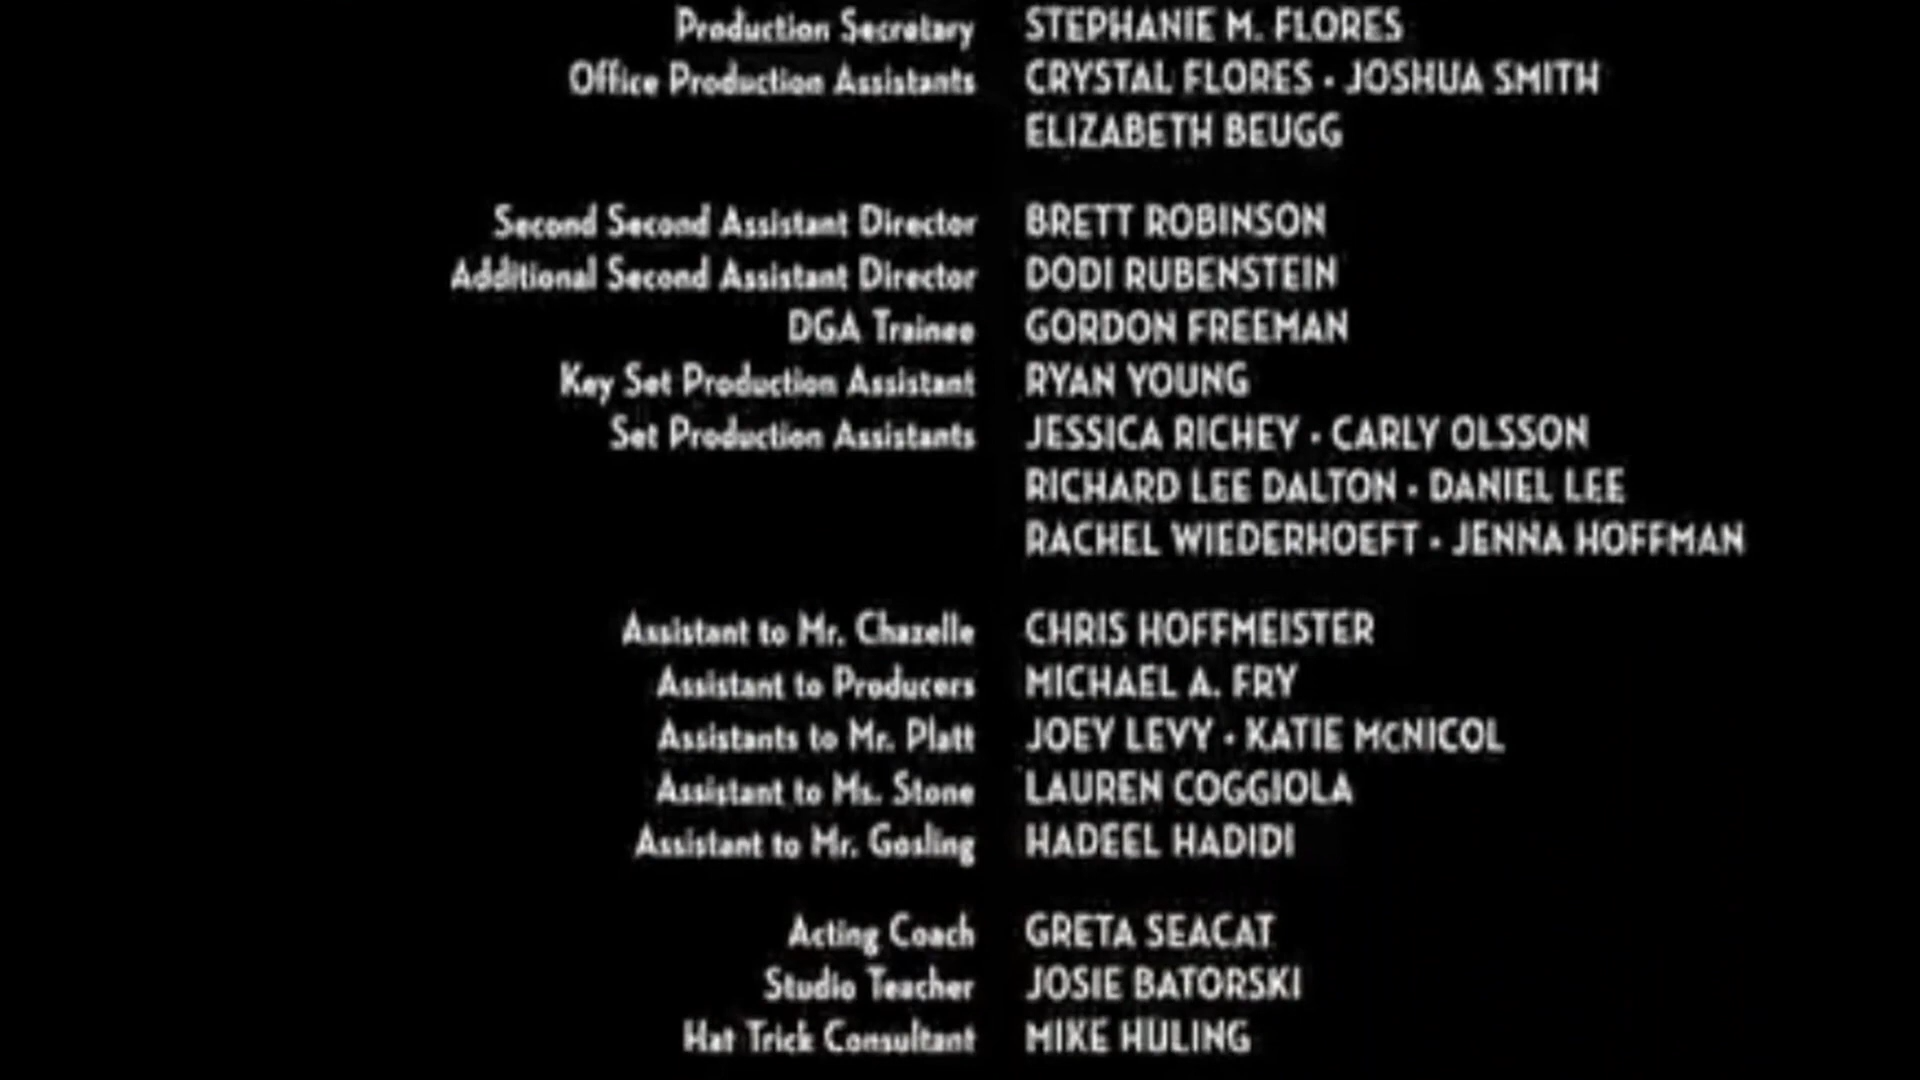 Production Secretary STEPHANIE M. FLORES
Office Production Assistants CRYSTAL FLORES • JOSHUA SMITH
ELIZABETH BEUGG
Second Second Assistant Director BRETT ROBINSON
Additional Second Assistant Director DODI RUBENSTEIN
DGA Trainee GORDON FREEMAN
Key Set Production Assistant RYAN YOUNG
Set Production Assistants JESSICA RICHEY • CARLY OLSSON
RICHARD LEE DALTON • DANIEL LEE
RACHEL WIEDERHOEFT • JENNA HOFFMAN
Assistant to Mr. Chazelle CHRIS HOFFMEISTER
Assistant to Producers MICHAEL A. FRY
Assistants to Mr. Platt JOEY LEVY • KATIE McNICOL
Assistant to Ms. Stone LAUREN COGGIOLA
Assistant to Mr. Gosling HADEEL HADIDI
Acting Coach GRETA SEACAT
Studio Teacher JOSIE BATORSKI
Hat Trick Consultant MIKE HULING